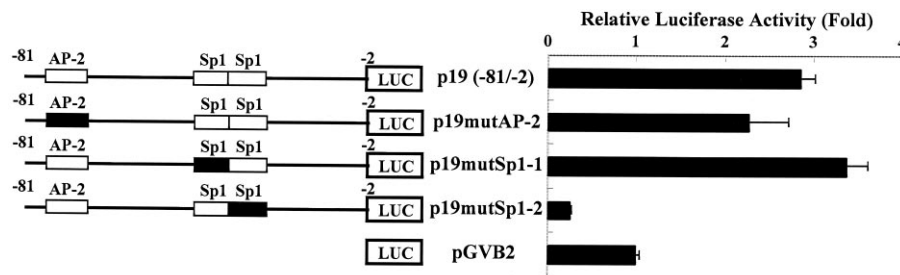 Relative Luciferase Activity (Fold)
0 1 2 3 4
-81 AP-2 Sp1 Sp1 -2 LUC p19 (-81/-2)
-81 AP-2 Sp1 Sp1 -2 LUC p19mutAP-2
-81 AP-2 Sp1 Sp1 -2 LUC p19mutSp1-1
-81 AP-2 Sp1 Sp1 -2 LUC p19mutSp1-2
LUC pGVB2